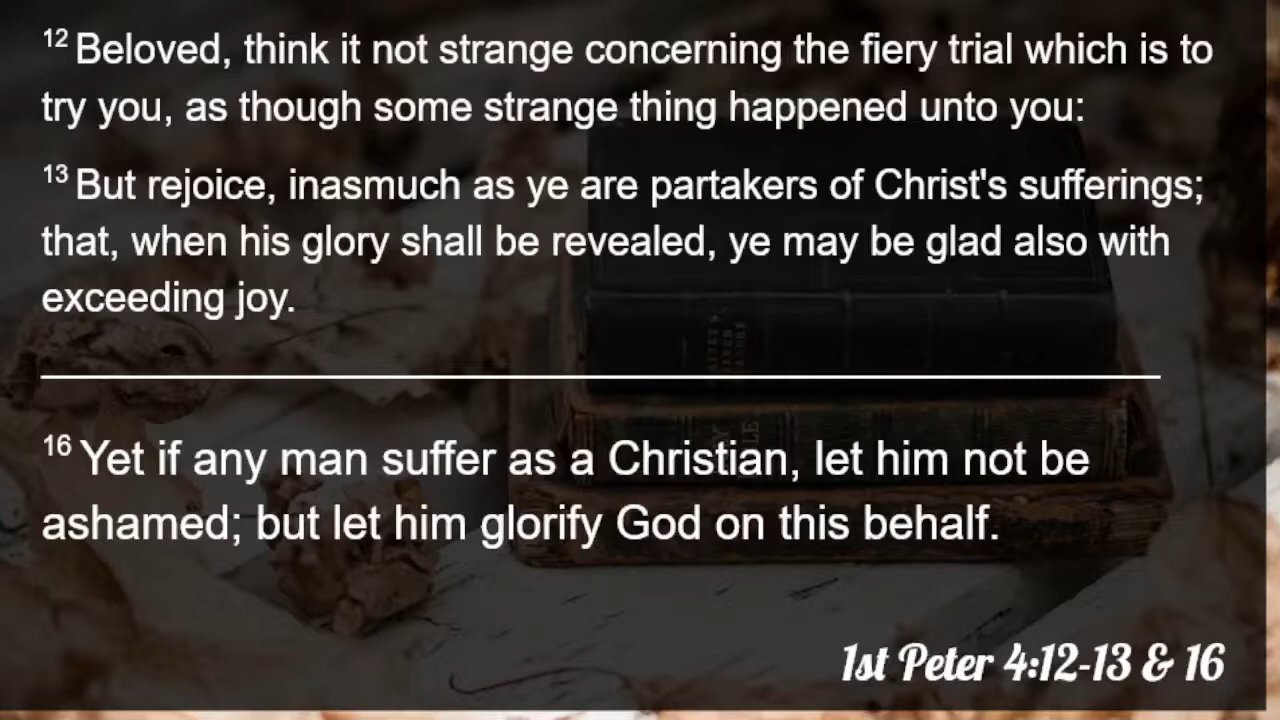 12 Beloved, think it not strange concerning the fiery trial which is to
try you, as though some strange thing happened unto you:
13 But rejoice, inasmuch as ye are partakers of Christ's sufferings;
that, when his glory shall be revealed, ye may be glad also with
exceeding joy.
16 Yet if any man suffer as a Christian, let him not be
ashamed; but let him glorify God on this behalf.
1st Peter 4:12-13 & 16